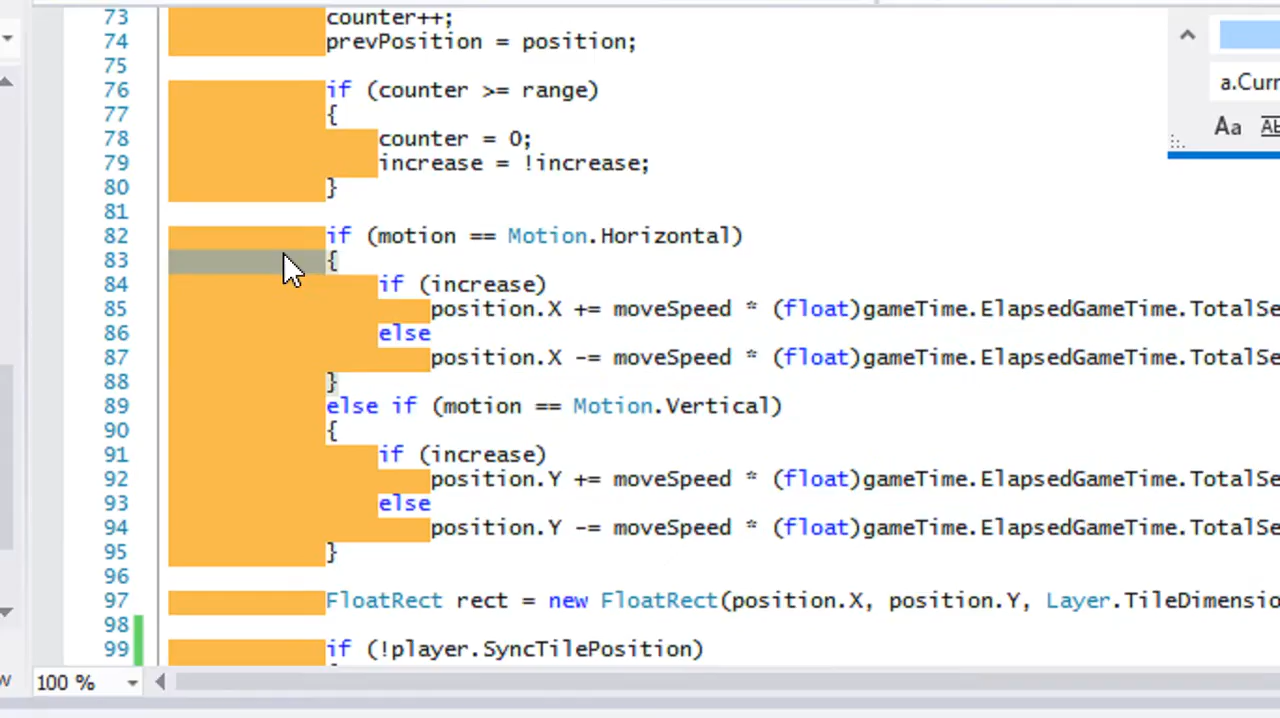 73 counter++;
74 prevPosition = position;
75
76 if (counter >= range)
77 {
78 counter = 0;
79 increase = !increase;
80 }
81
82 if (motion == Motion.Horizontal)
83 {
84 if (increase)
85 position.X += moveSpeed * (float)gameTime.ElapsedGameTime.TotalSe
86 else
87 position.X -= moveSpeed * (float)gameTime.ElapsedGameTime.TotalSe
88 }
89 else if (motion == Motion.Vertical)
90 {
91 if (increase)
92 position.Y += moveSpeed * (float)gameTime.ElapsedGameTime.TotalSe
93 else
94 position.Y -= moveSpeed * (float)gameTime.ElapsedGameTime.TotalSe
95 }
96
97 FloatRect rect = new FloatRect(position.X, position.Y, Layer.TileDimensio
98
99 if (!player.SyncTilePosition)
a.Curr
Aa Ab
w 100 %